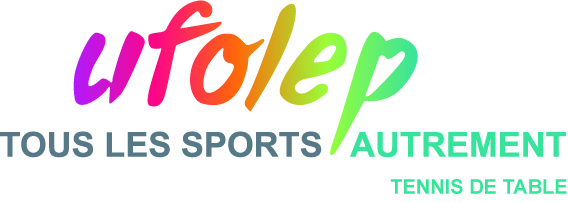 ufolep
TOUS LES SPORTS AUTREMENT
TENNIS DE TABLE